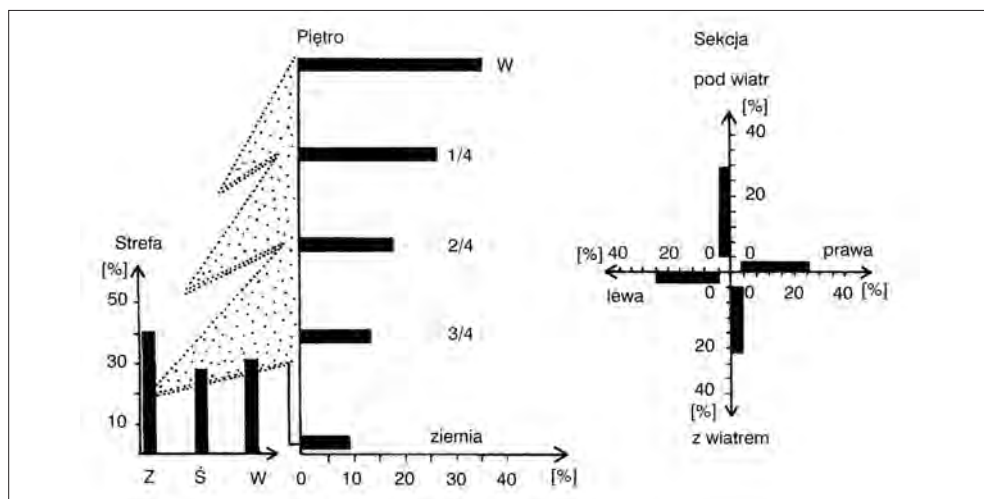 Piętro
W
1/4
2/4
3/4
ziernia
0 10 20 30 40 [%]
Strefa
[%]
50
30
10
Z Ś W
Sekcja
pod wiatr
[%]
40
20
[%] 40 20 0 0 prawa
lewa 0 0 20 40 [%]
20
40
[%]
z wiatrem